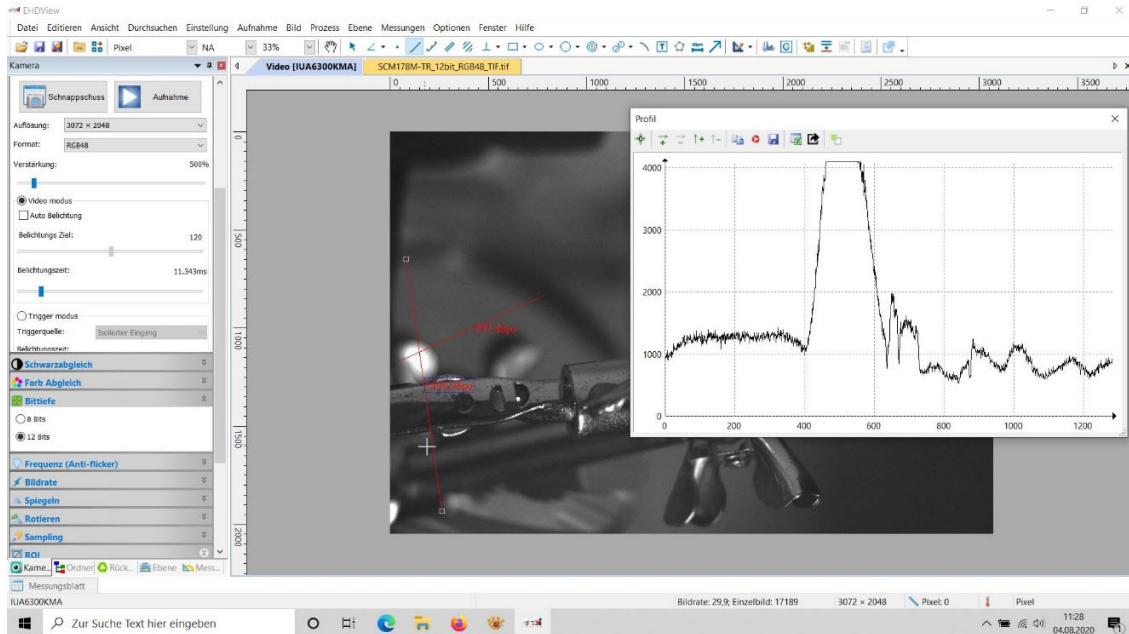 EHDView
Datei Editieren Ansicht Durchsuchen Einstellung Aufnahme Bild Prozess Ebene Messungen Optionen Fenster Hilfe
Pixel NA 33%
Kamera
Video [IUA6300KMA] SCM178M-TR_12bit_RGB48_TIF.tif
Schnappschuss Aufnahme
Auflösung: 3072 × 2048
Format: RGB48
Verstärkung: 500%
Video modus
Auto Belichtung
Belichtungs Ziel: 120
Belichtungszeit: 11.343ms
Trigger modus
Triggerquelle: Isolierter Eingang
Belichtungszeit:
Schwarzabgleich
Farb Abgleich
Bittiefe
8 Bits
12 Bits
Frequenz (Anti-flicker)
Bildrate
Spiegeln
Rotieren
Sampling
ROI
Kame... Ordner Rück... Ebene Mess...
0 500 1000 1500 2000 2500 3000 3500
0
500
1000
1500
2000
Profil
4000
3000
2000
1000
0
0 200 400 600 800 1000 1200
Messungsblatt
IUA6300KMA Bildrate: 29,9; Einzelbild: 17189 3072 × 2048 Pixel: 0 Pixel
Zur Suche Text hier eingeben
11:28
04.08.2020